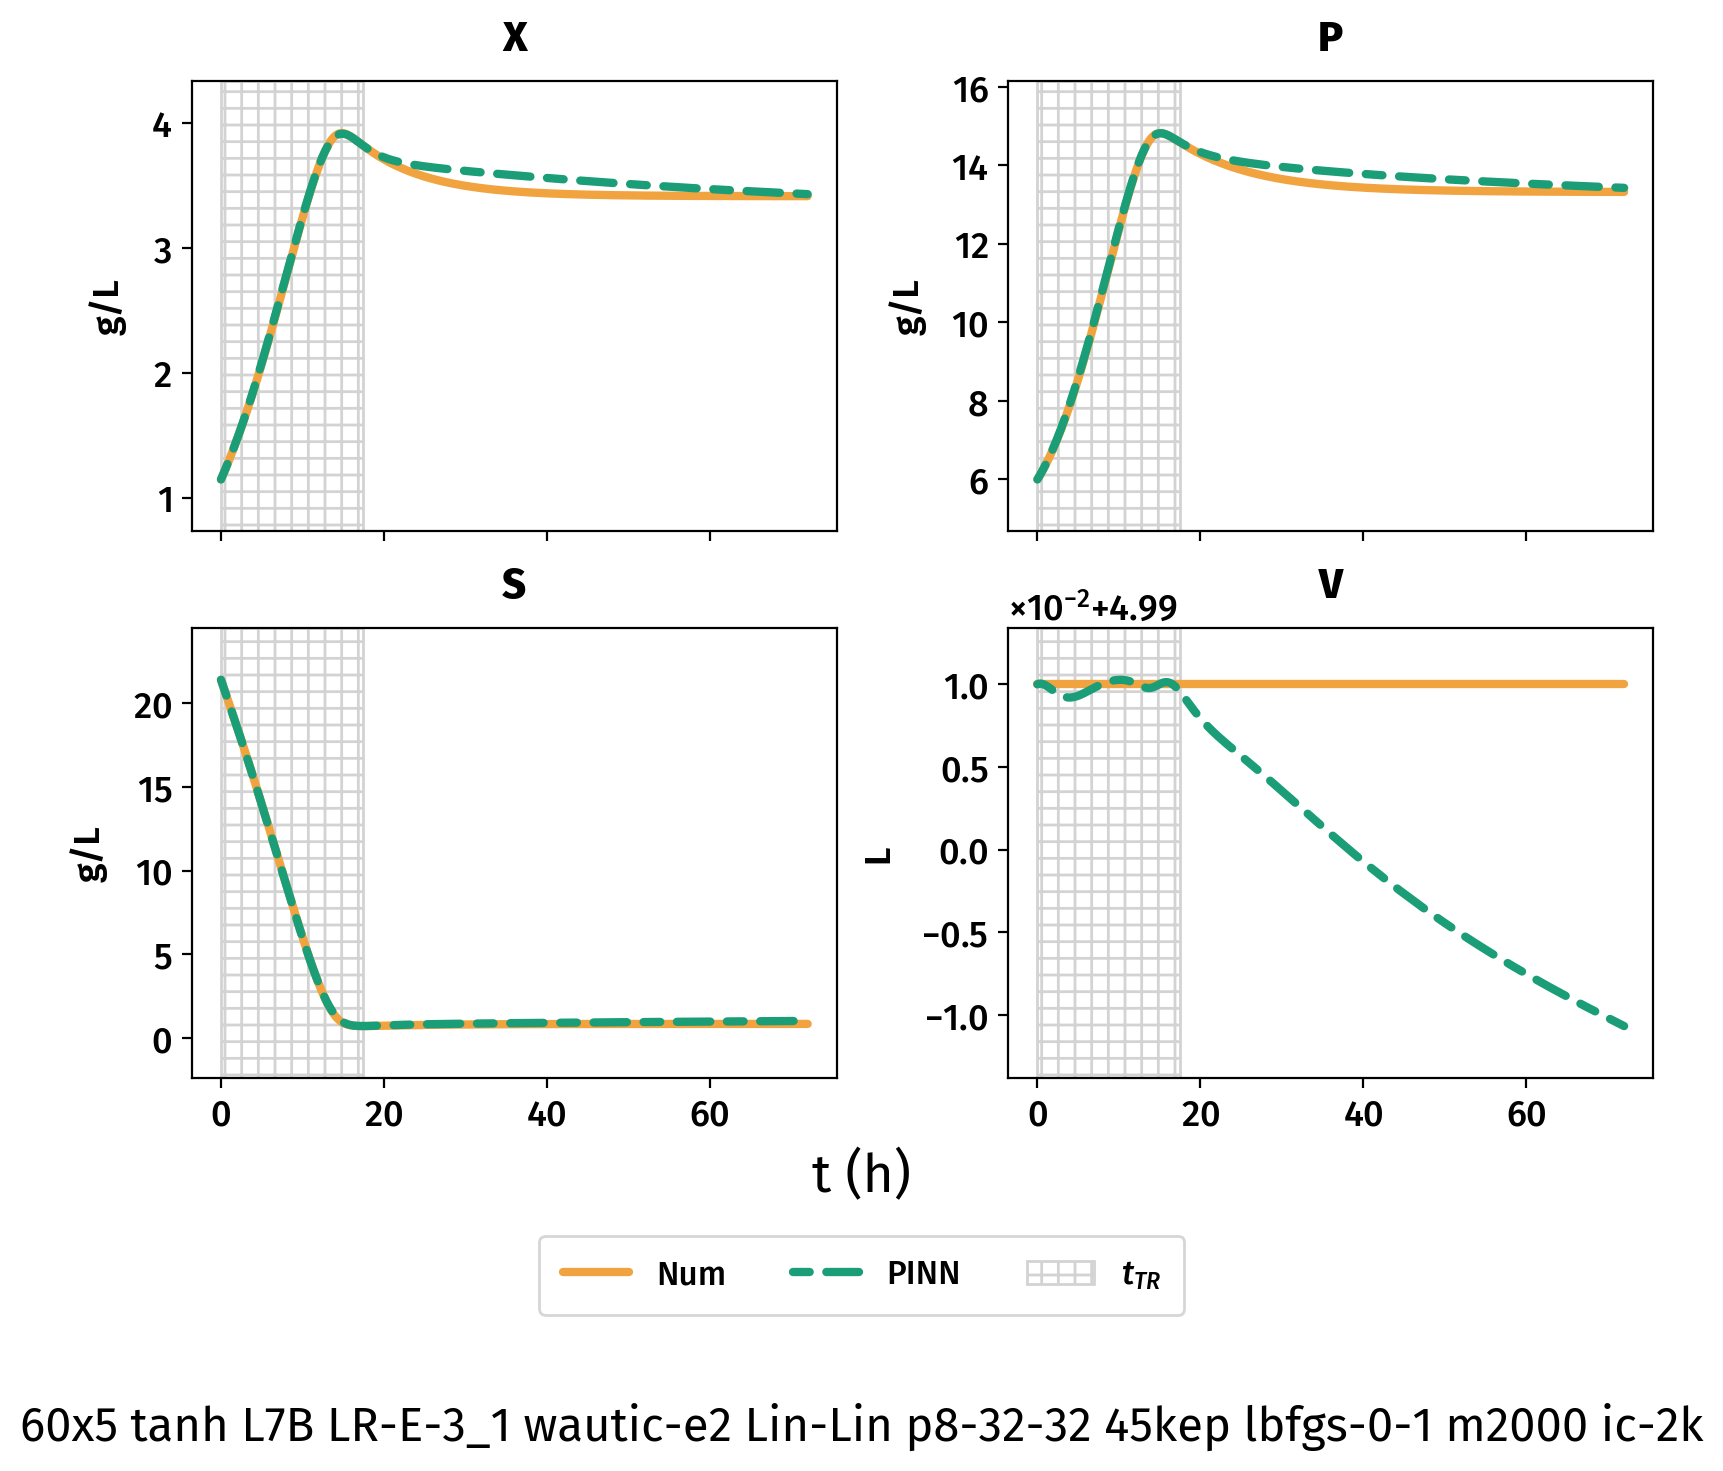 X
4
3
2
1
g/L
P
16
14
12
10
8
6
g/L
S
20
15
10
5
0
g/L
0 20 40 60
V
×10⁻²+4.99
1.0
0.5
0.0
−0.5
−1.0
L
0 20 40 60
t (h)
Num PINN t_TR
60x5 tanh L7B LR-E-3_1 wautic-e2 Lin-Lin p8-32-32 45kep lbfgs-0-1 m2000 ic-2k